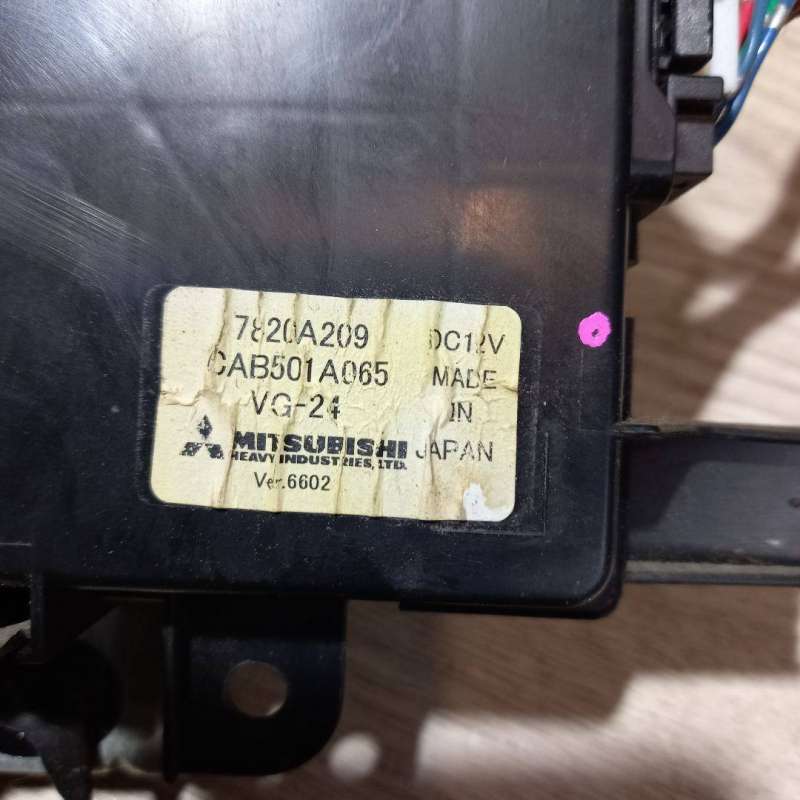 7820A209 DC12V
CAB501A065 MADE
VG-24 IN
MITSUBISHI JAPAN
HEAVY INDUSTRIES, LTD.
Ver.6602